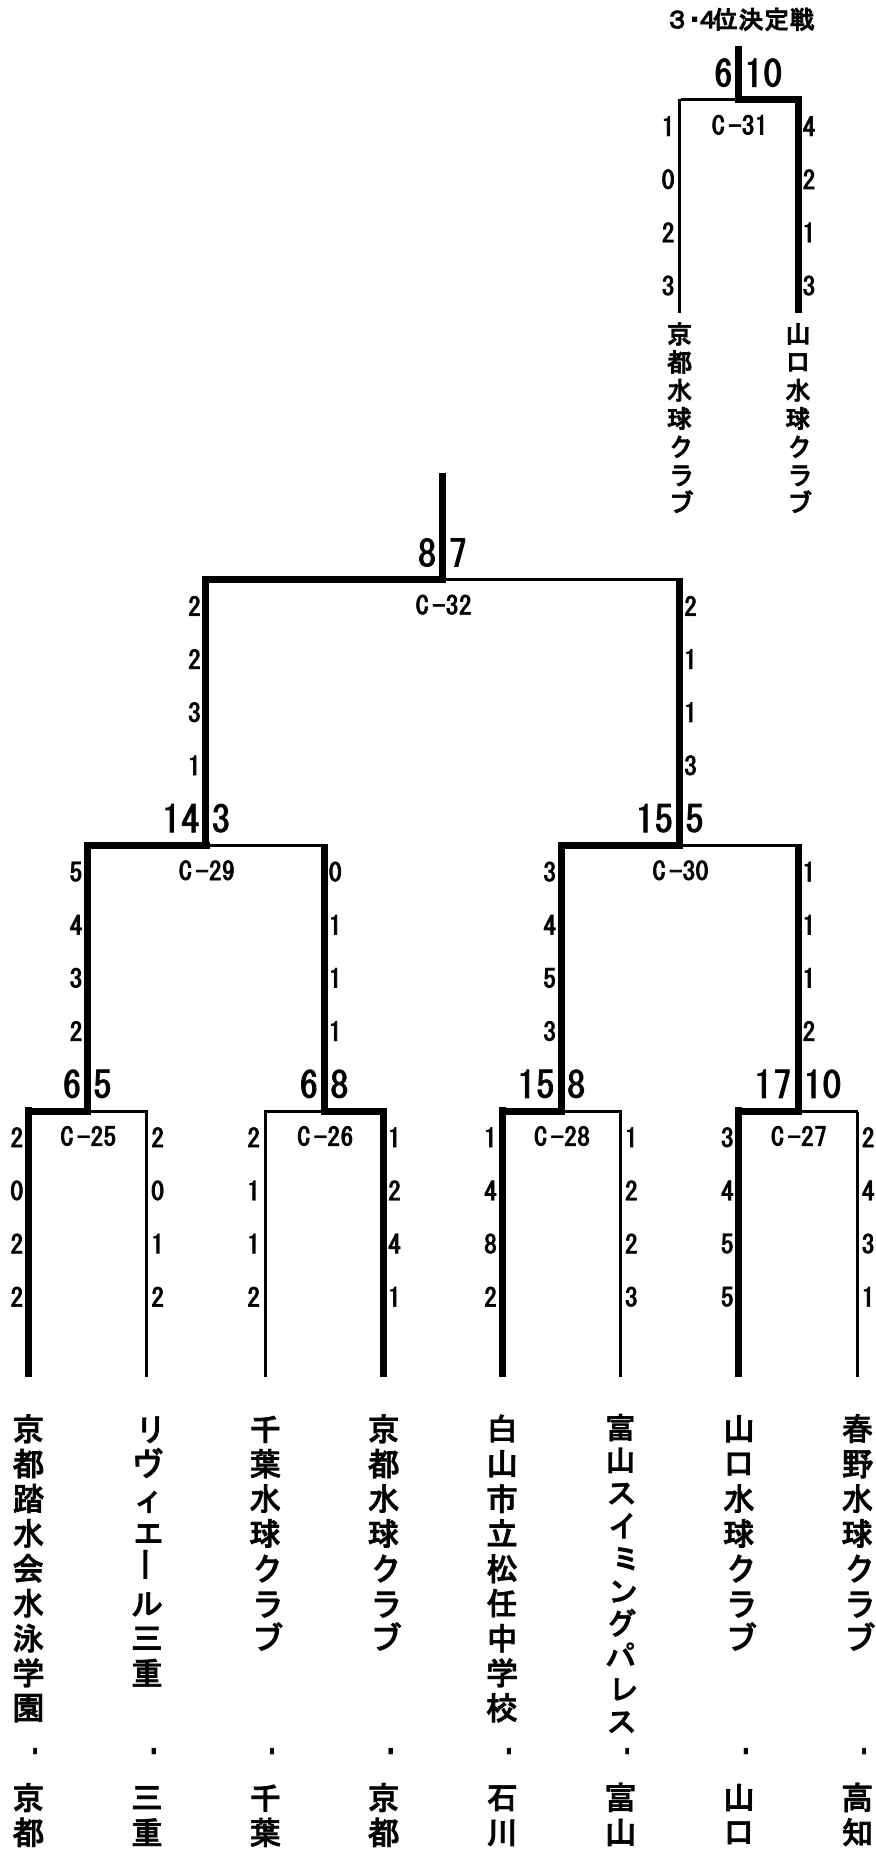 3・4位決定戦
6 10
1 C-31 4
0 2
2 1
3 3
京都水球クラブ
山口水球クラブ
8 7
2 C-32 2
2 1
3 1
1 3
14 3 15 5
5 C-29 0 3 C-30 1
4 1 4 1
3 1 5 1
2 1 3 2
6 5 6 8 15 8 17 10
2 C-25 2 2 C-26 1 1 C-28 1 3 C-27 2
0 0 1 2 4 2 4 4
2 1 1 4 8 2 5 3
2 2 2 1 2 3 5 1
京都踏水会水泳学園・京都
リヴィエール三重・三重
千葉水球クラブ・千葉
京都水球クラブ・京都
白山市立松任中学校・石川
富山スイミングパレス・富山
山口水球クラブ・山口
春野水球クラブ・高知